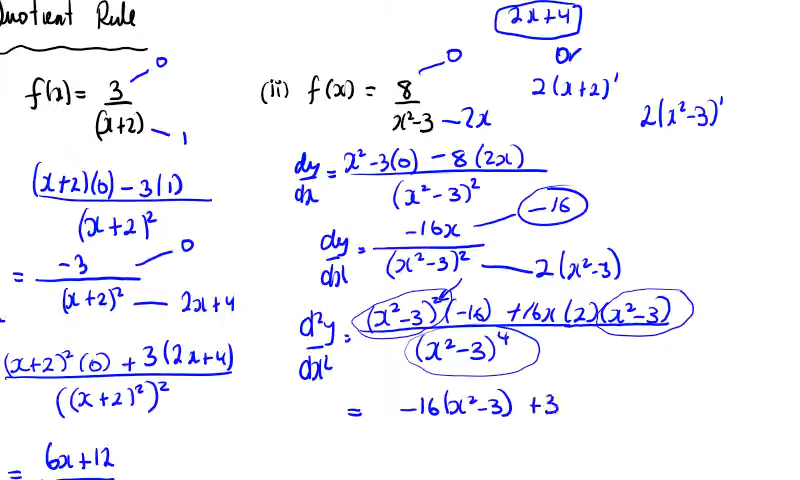 Quotient Rule
f(x) = 3/(x+2)
0
1
((x+2)(0) - 3(1))/(x+2)²
= -3/(x+2)²
0
2x+4
((x+2)²(0) + 3(2x+4))/((x+2)²)²
= 6x+12
(ii) f(x) = 8/(x²-3)
0
2x
dy/dx = (x²-3(0) - 8(2x))/(x²-3)²
dy/dx = -16x/(x²-3)²
-16
2(x²-3)
d²y/dx² = ((x²-3)²(-16) + 16x(2)(x²-3))/(x²-3)⁴
= -16(x²-3) + 3
2x+4
Or
2(x+2)'
2(x²-3)'